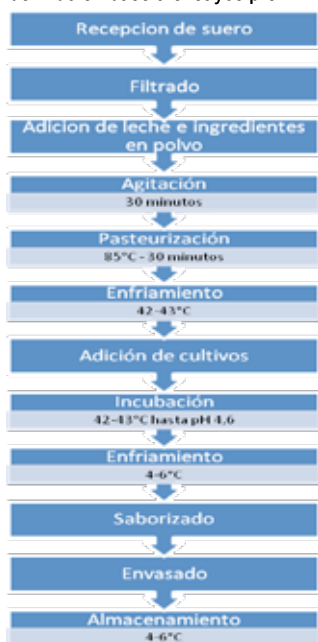 Recepcion de suero
Filtrado
Adicion de leche e ingredientes
en polvo
Agitación
30 minutos
Pasteurización
85°C - 30 minutos
Enfriamiento
42-43°C
Adición de cultivos
Incubación
42-43°C hasta pH 4,6
Enfriamiento
4-6°C
Saborizado
Envasado
Almacenamiento
4-6°C